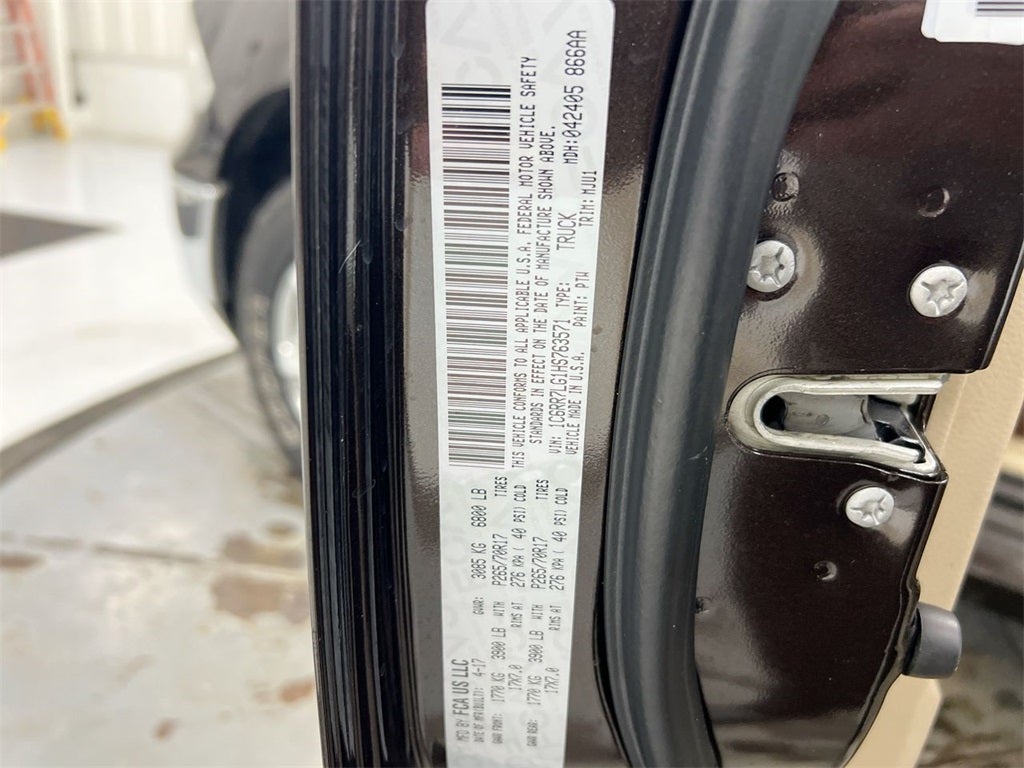 MFD BY FCA US LLC
DATE OF MFR(BUILT): 4-17 GVWR: 3085 KG 6800 LB
GAWR FRONT: 1770 KG 3900 LB WITH P265/70R17 TIRES
17X7.0 RIMS AT 276 KPA ( 40 PSI) COLD
GAWR REAR: 1770 KG 3900 LB WITH P265/70R17 TIRES
17X7.0 RIMS AT 276 KPA ( 40 PSI) COLD
THIS VEHICLE CONFORMS TO ALL APPLICABLE U.S.A. FEDERAL MOTOR VEHICLE SAFETY
STANDARDS IN EFFECT ON THE DATE OF MANUFACTURE SHOWN ABOVE.
VIN: 1C6RR7LG1HS763571 TYPE: TRUCK MDH:042405 866AA
VEHICLE MADE IN U.S.A. PAINT: PTW TRIM: MJU1